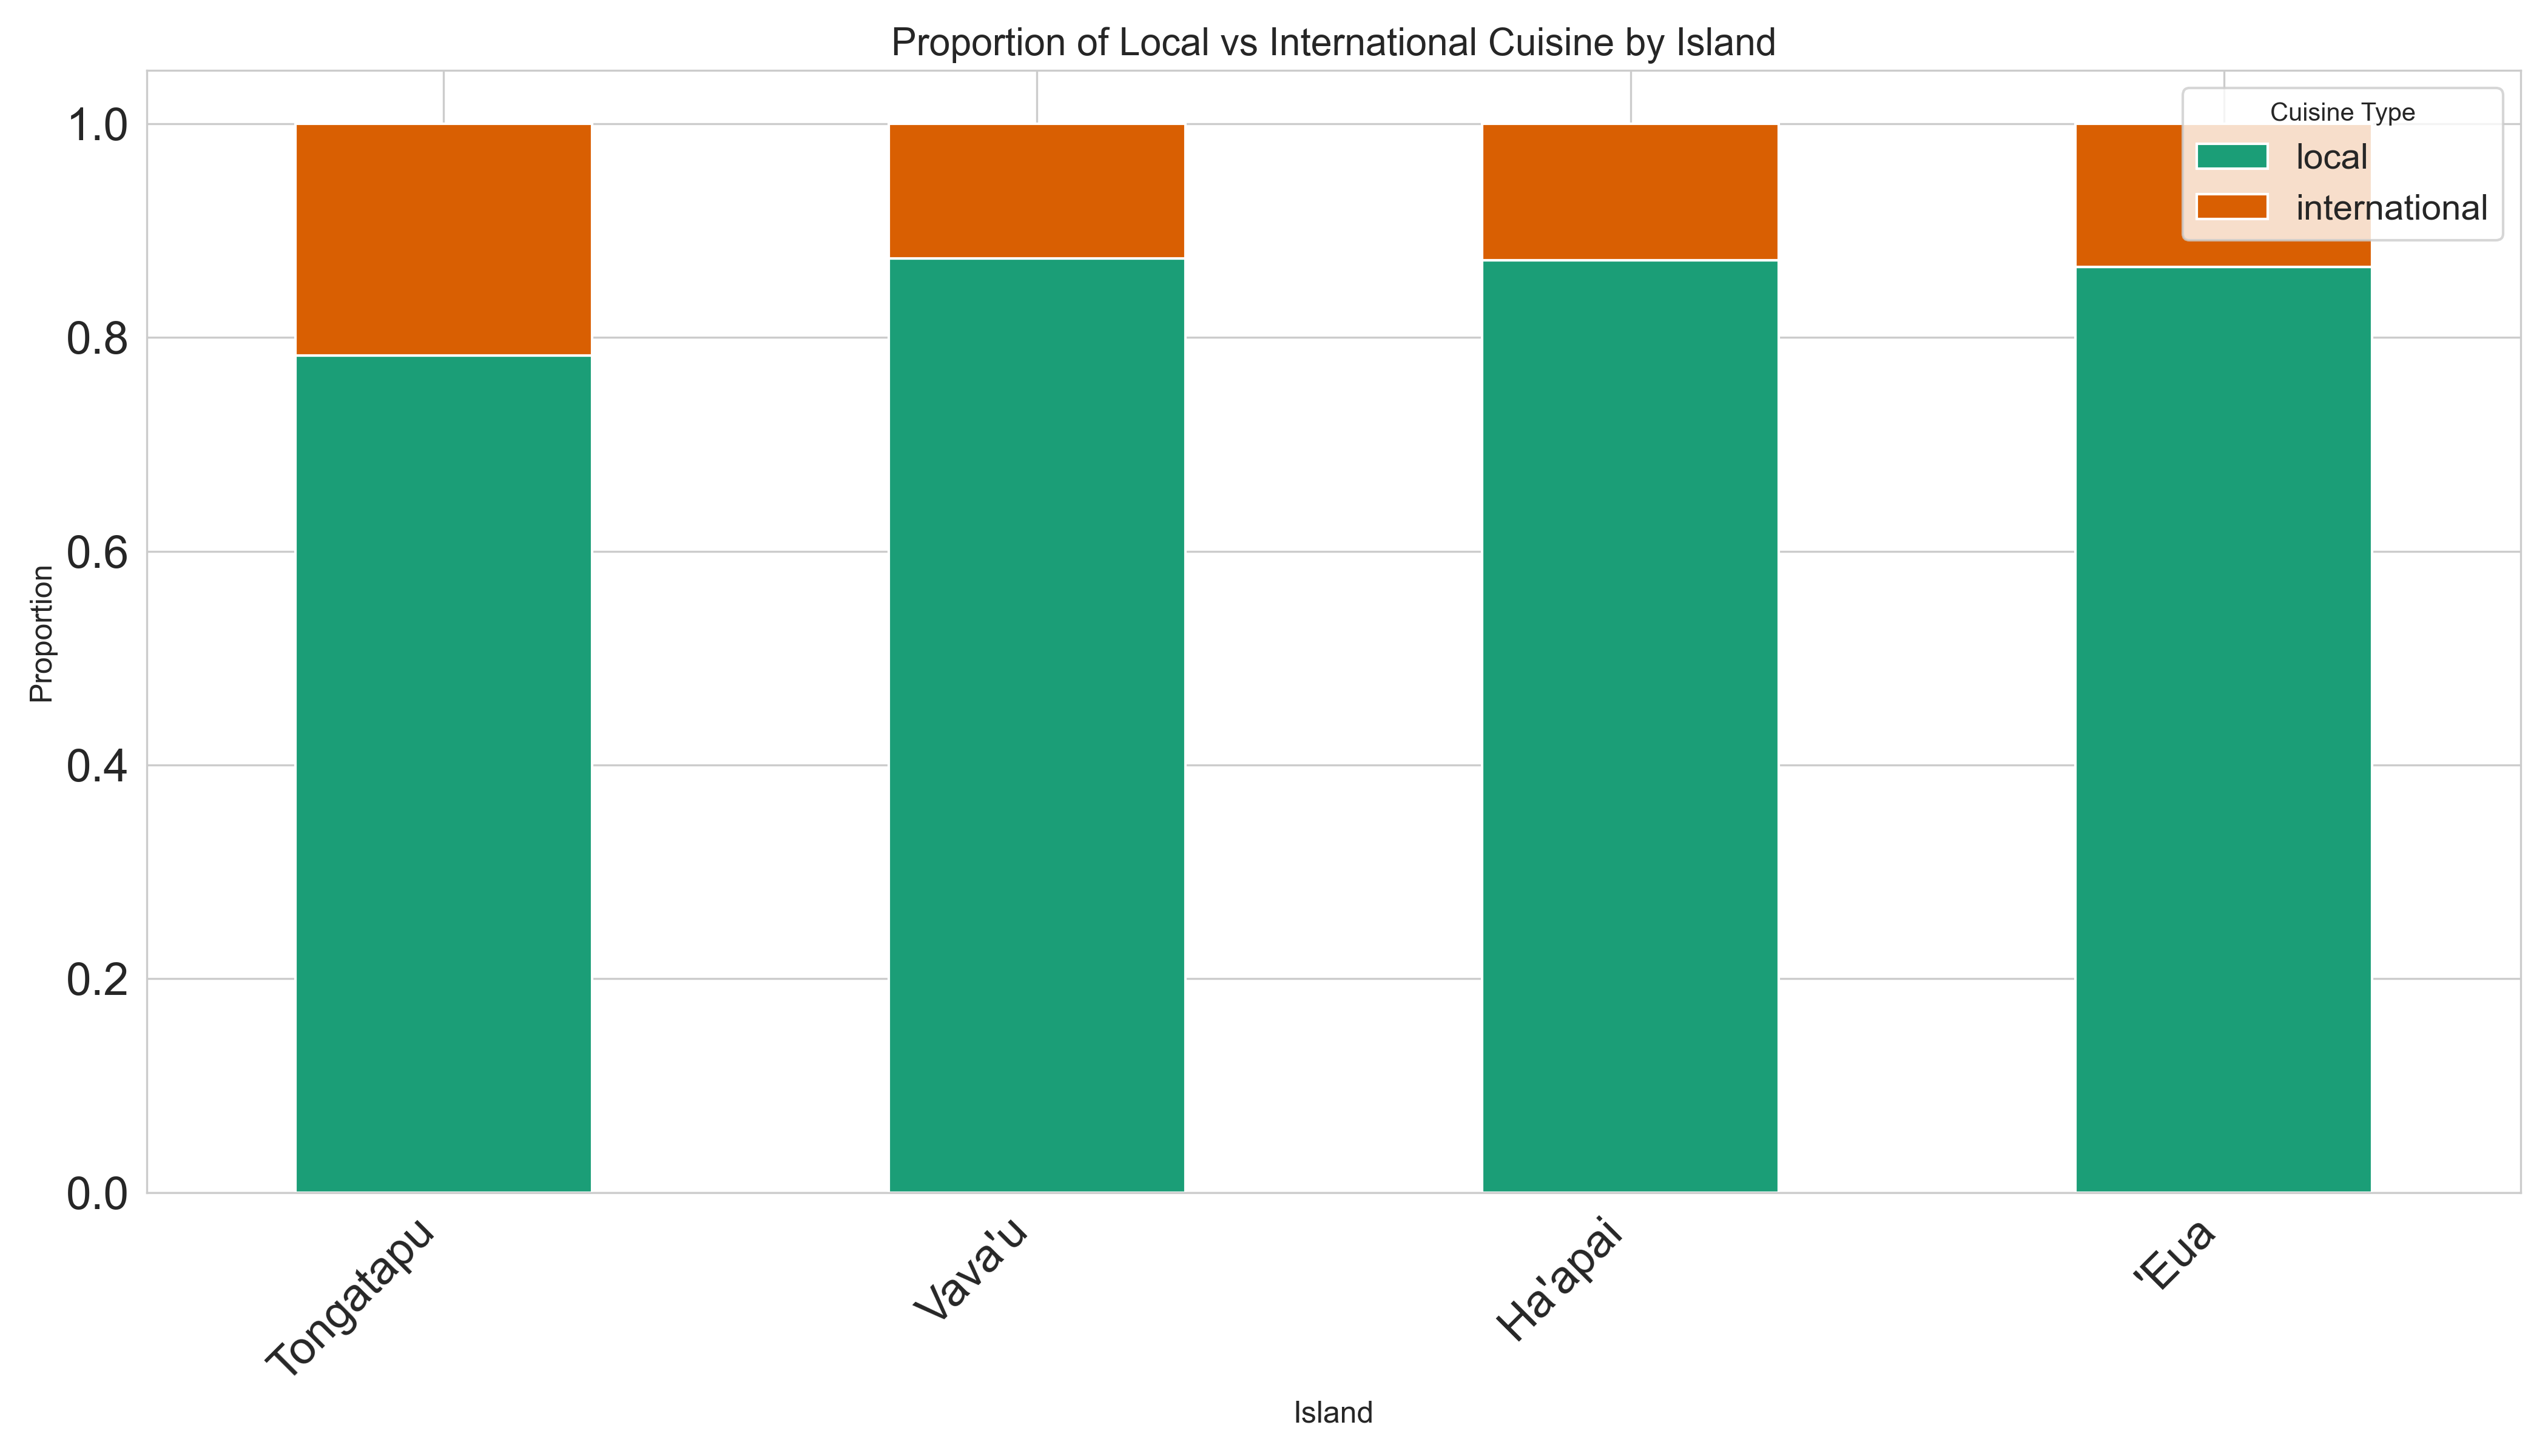 Proportion of Local vs International Cuisine by Island
Cuisine Type
local
international
1.0
0.8
0.6
0.4
0.2
0.0
Proportion
Tongatapu
Vava'u
Ha'apai
'Eua
Island